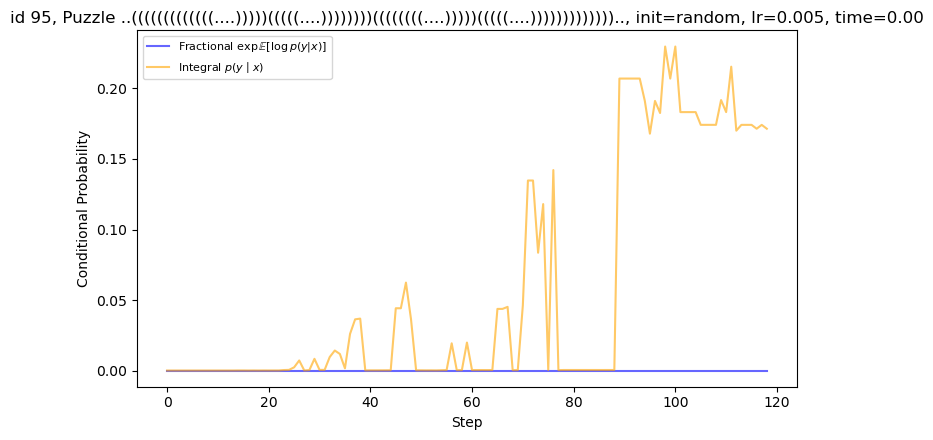 id 95, Puzzle ..(((((((((((((....)))))(((((....))))))))((((((((....)))))(((((....))))))))))))).., init=random, lr=0.005, time=0.00
Fractional exp𝔼[log p(y|x)]
Integral p(y | x)
Conditional Probability
0.20
0.15
0.10
0.05
0.00
0 20 40 60 80 100 120
Step